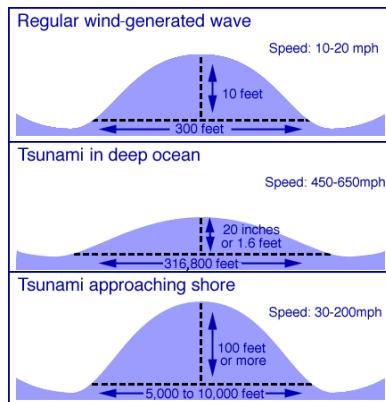 Regular wind-generated wave
Speed: 10-20 mph
10 feet
300 feet
Tsunami in deep ocean
Speed: 450-650mph
20 inches
or 1.6 feet
316,800 feet
Tsunami approaching shore
Speed: 30-200mph
100 feet
or more
5,000 to 10,000 feet